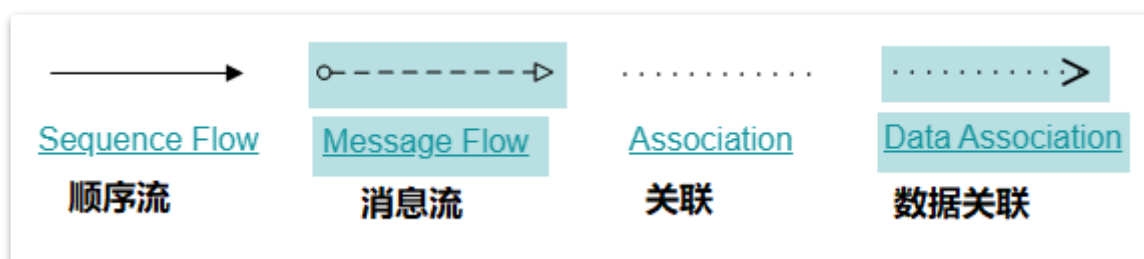 Sequence Flow
Message Flow
Association
Data Association
顺序流
消息流
关联
数据关联